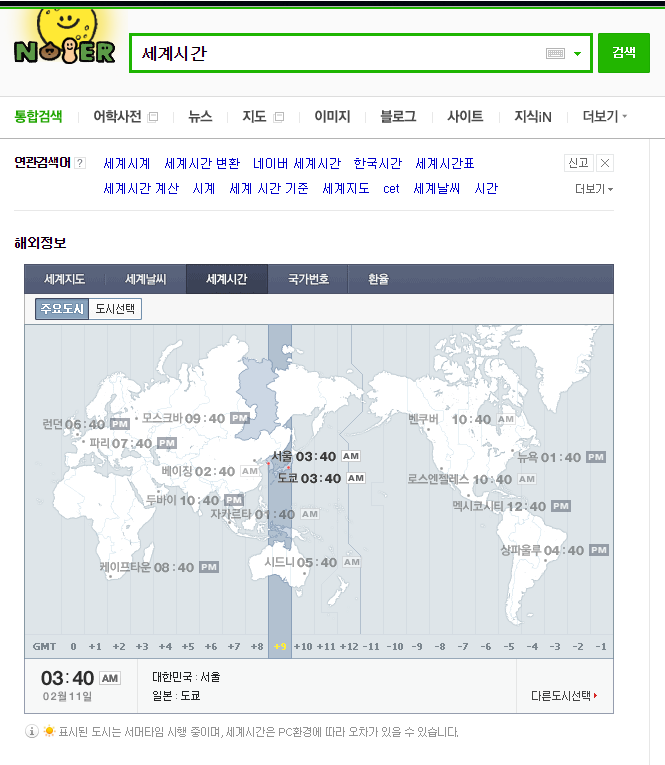 NOBER
세계시간
검색
통합검색 어학사전 뉴스 지도 이미지 블로그 사이트 지식iN 더보기
연관검색어 ? 세계시계 세계시간 변환 네이버 세계시간 한국시간 세계시간표 신고
세계시간 계산 시계 세계 시간 기준 세계지도 cet 세계날씨 시간 더보기
해외정보
세계지도 세계날씨 세계시간 국가번호 환율
주요도시 도시선택
런던 06:40 PM 모스크바 09:40 PM 벤쿠버 10:40 AM
파리 07:40 PM 서울 03:40 AM 뉴욕 01:40 PM
베이징 02:40 AM 도쿄 03:40 AM 로스엔젤레스 10:40 AM
두바이 10:40 PM 멕시코시티 12:40 PM
자카르타 01:40 AM
상파울루 04:40 PM
케이프타운 08:40 PM 시드니 05:40 AM
GMT 0 +1 +2 +3 +4 +5 +6 +7 +8 +9 +10 +11 +12 -11 -10 -9 -8 -7 -6 -5 -4 -3 -2 -1
03:40 AM 대한민국 : 서울
02월 11일 일본 : 도쿄 다른도시선택
표시된 도시는 서머타임 시행 중이며, 세계시간은 PC환경에 따라 오차가 있을 수 있습니다.